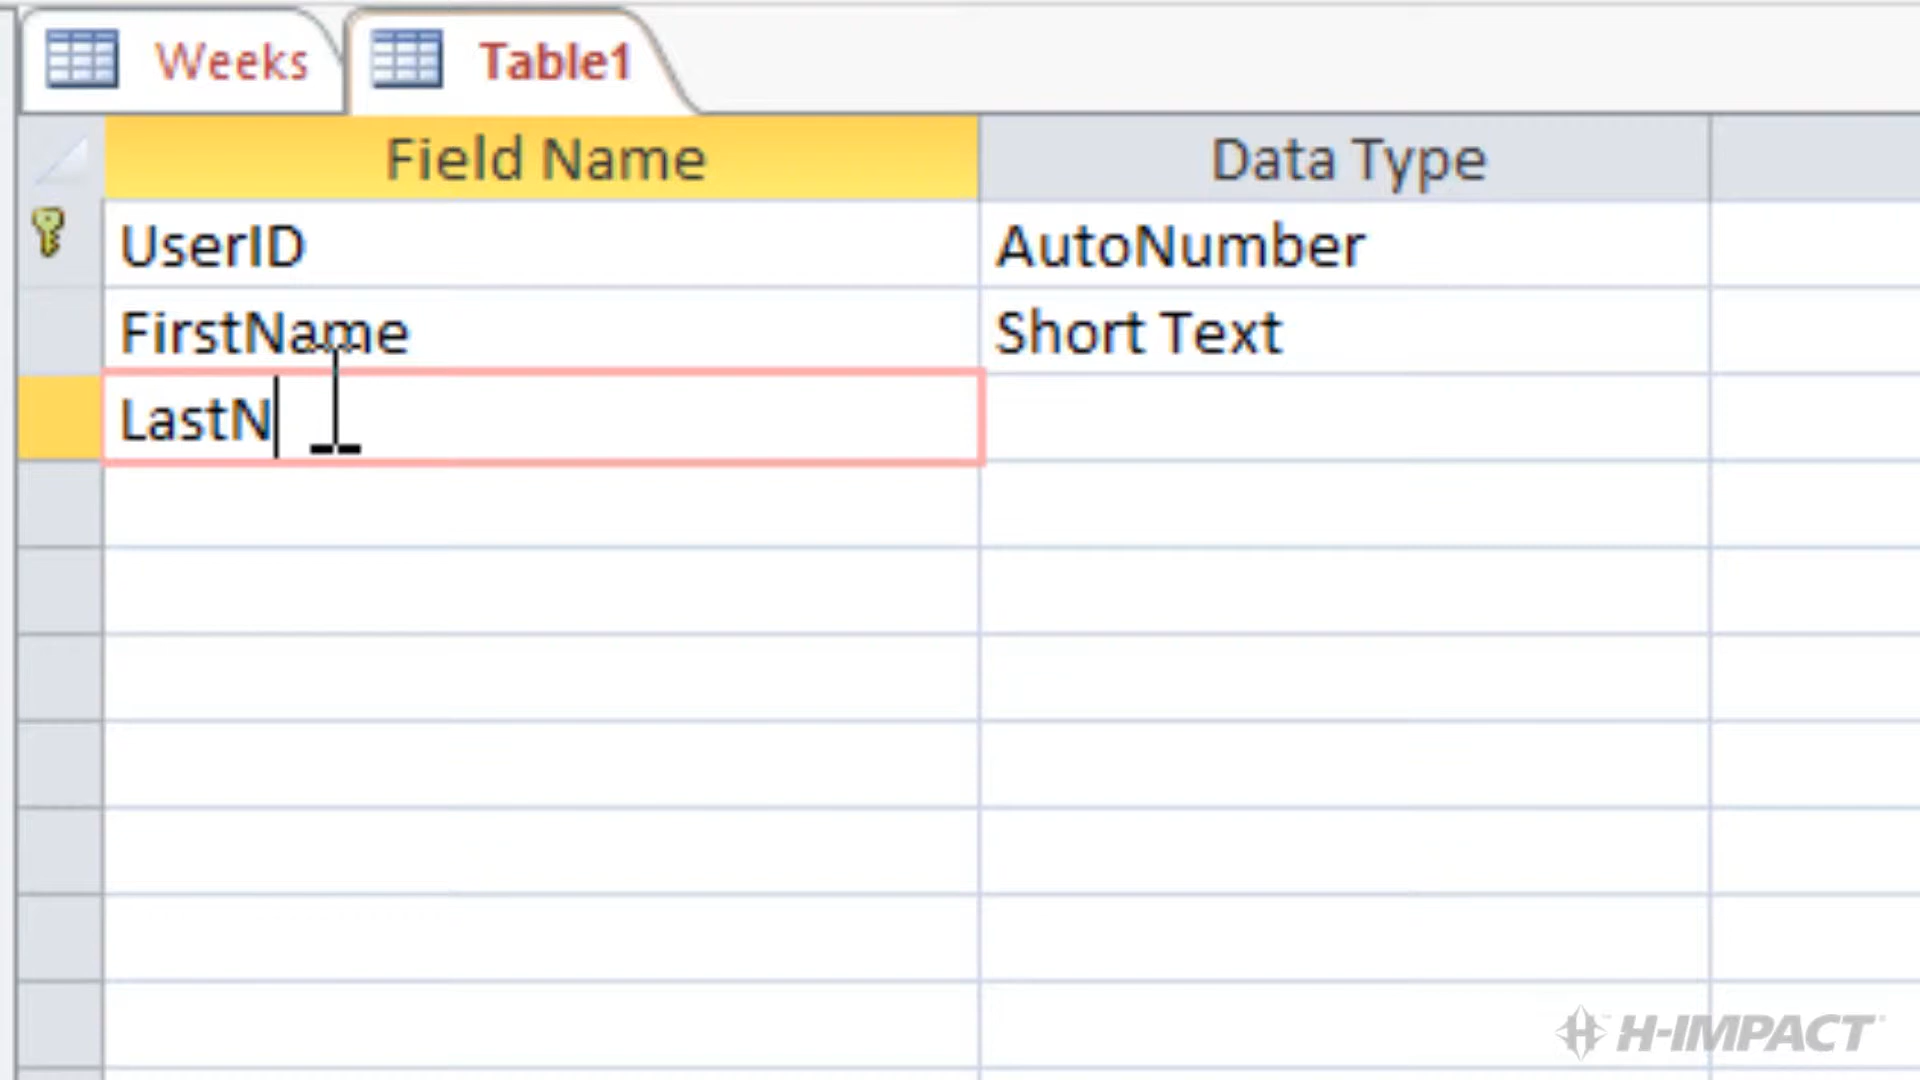 Weeks Table1
Field Name Data Type
UserID AutoNumber
FirstName Short Text
LastN
H-IMPACT